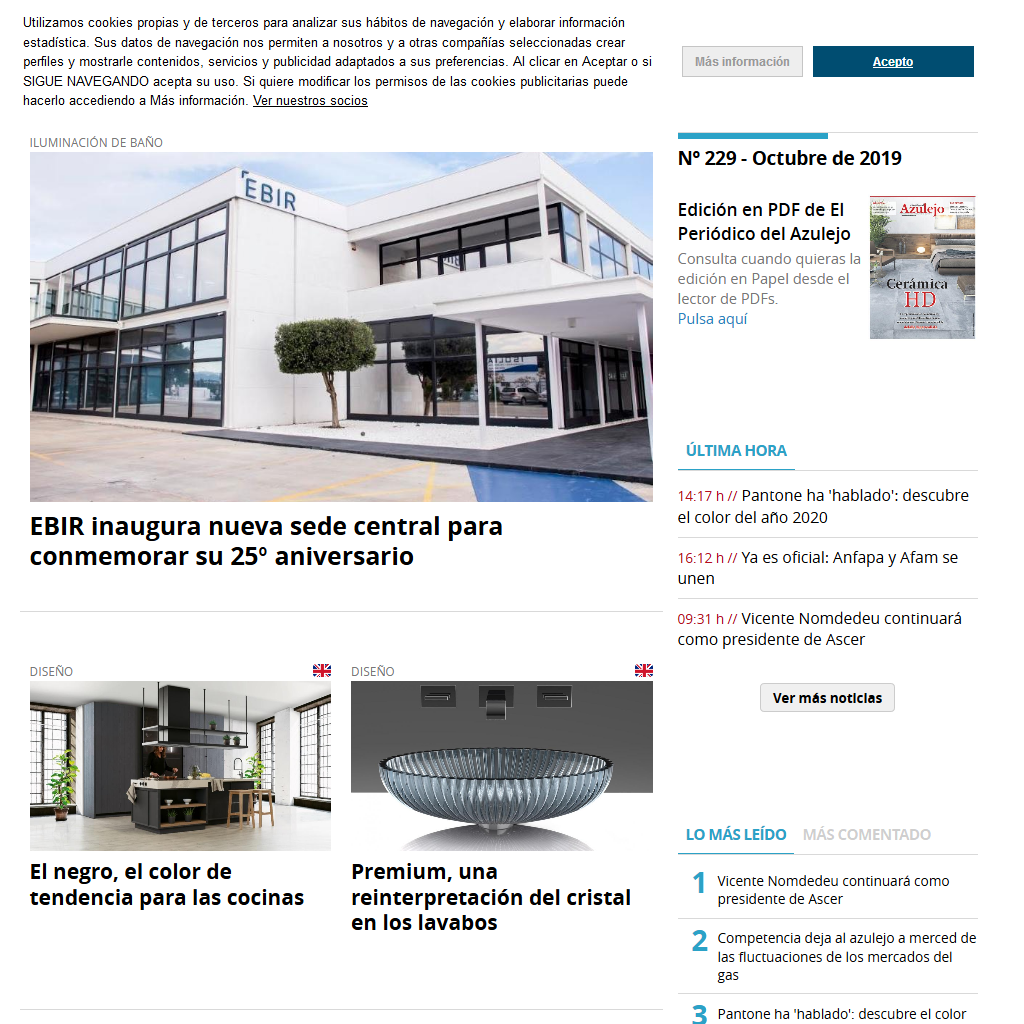 Utilizamos cookies propias y de terceros para analizar sus hábitos de navegación y elaborar información
estadística. Sus datos de navegación nos permiten a nosotros y a otras compañías seleccionadas crear
perfiles y mostrarle contenidos, servicios y publicidad adaptados a sus preferencias. Al clicar en Aceptar o si
SIGUE NAVEGANDO acepta su uso. Si quiere modificar los permisos de las cookies publicitarias puede
hacerlo accediendo a Más información. Ver nuestros socios
Más información
Acepto
ILUMINACIÓN DE BAÑO
EBIR
EBIR inaugura nueva sede central para
conmemorar su 25º aniversario
DISEÑO
El negro, el color de
tendencia para las cocinas
DISEÑO
Premium, una
reinterpretación del cristal
en los lavabos
Nº 229 - Octubre de 2019
Edición en PDF de El
Periódico del Azulejo
Consulta cuando quieras la
edición en Papel desde el
lector de PDFs.
Pulsa aquí
Azulejo
Cerámica
HD
ÚLTIMA HORA
14:17 h // Pantone ha 'hablado': descubre
el color del año 2020
16:12 h // Ya es oficial: Anfapa y Afam se
unen
09:31 h // Vicente Nomdedeu continuará
como presidente de Ascer
Ver más noticias
LO MÁS LEÍDO MÁS COMENTADO
1 Vicente Nomdedeu continuará como
presidente de Ascer
2 Competencia deja al azulejo a merced de
las fluctuaciones de los mercados del
gas
3 Pantone ha 'hablado': descubre el color